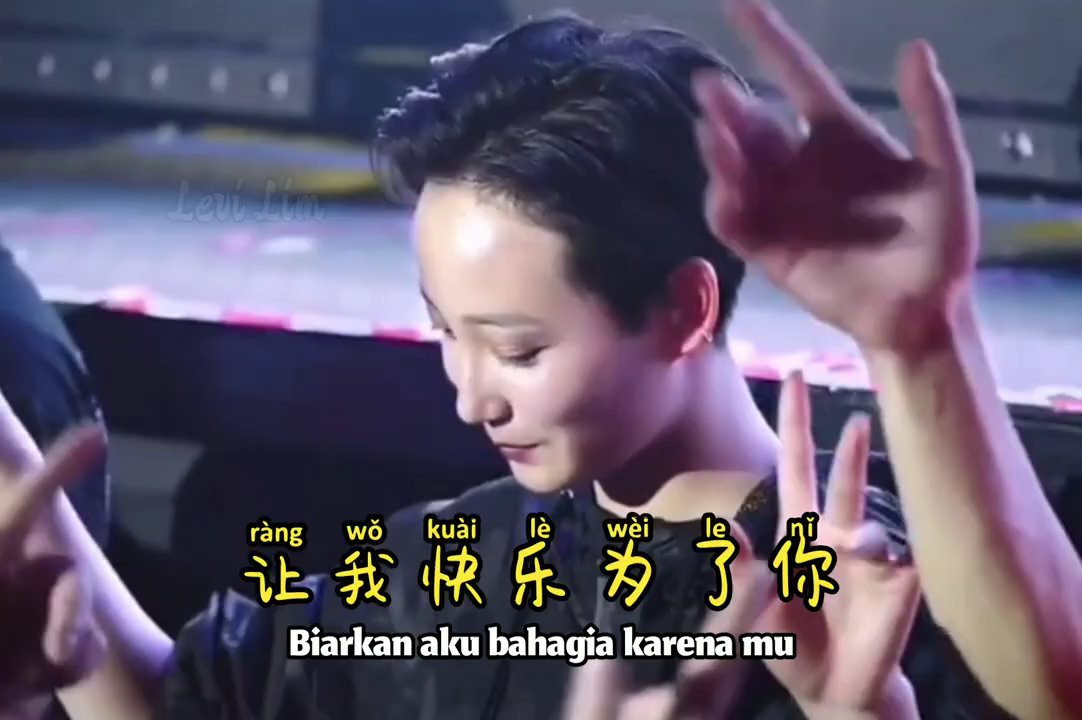 Levi Lim
ràng wǒ kuài lè wèi le nǐ
让我快乐为了你
Biarkan aku bahagia karena mu